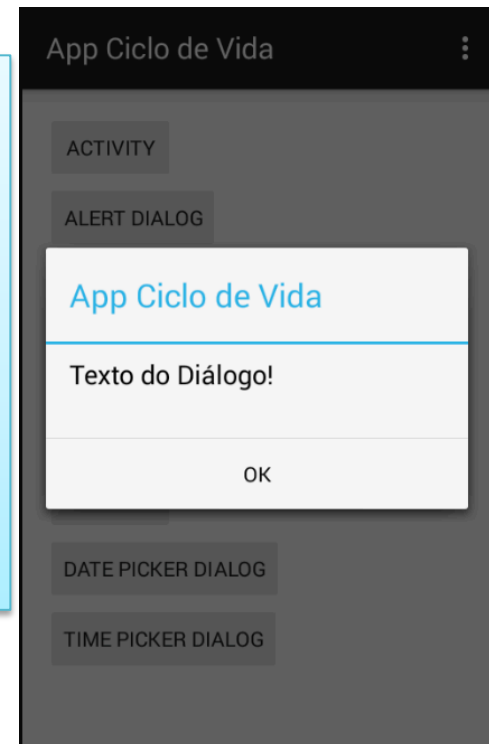 App Ciclo de Vida
ACTIVITY
ALERT DIALOG
App Ciclo de Vida
Texto do Diálogo!
OK
DATE PICKER DIALOG
TIME PICKER DIALOG